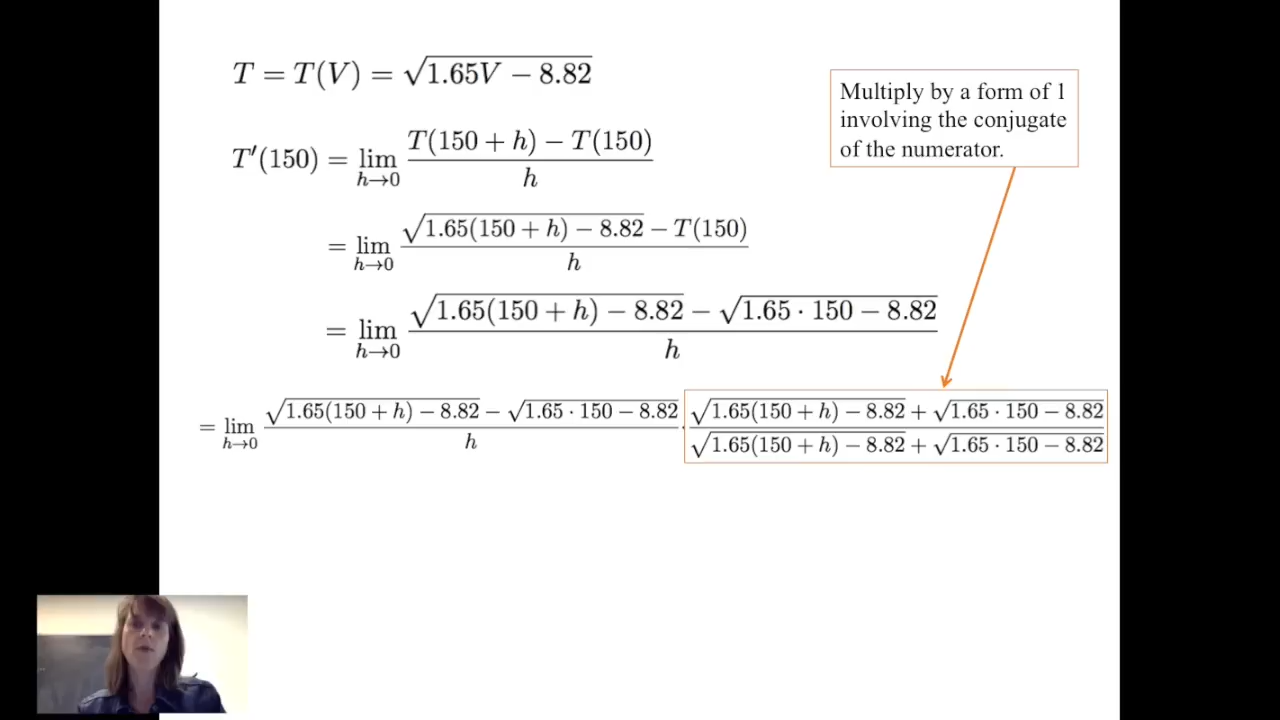 T = T(V) = √(1.65V − 8.82)
Multiply by a form of 1
involving the conjugate
of the numerator.
T′(150) = lim_{h→0} (T(150 + h) − T(150)) / h
= lim_{h→0} (√(1.65(150 + h) − 8.82) − T(150)) / h
= lim_{h→0} (√(1.65(150 + h) − 8.82) − √(1.65 · 150 − 8.82)) / h
= lim_{h→0} (√(1.65(150 + h) − 8.82) − √(1.65 · 150 − 8.82)) / h · (√(1.65(150 + h) − 8.82) + √(1.65 · 150 − 8.82)) / (√(1.65(150 + h) − 8.82) + √(1.65 · 150 − 8.82))